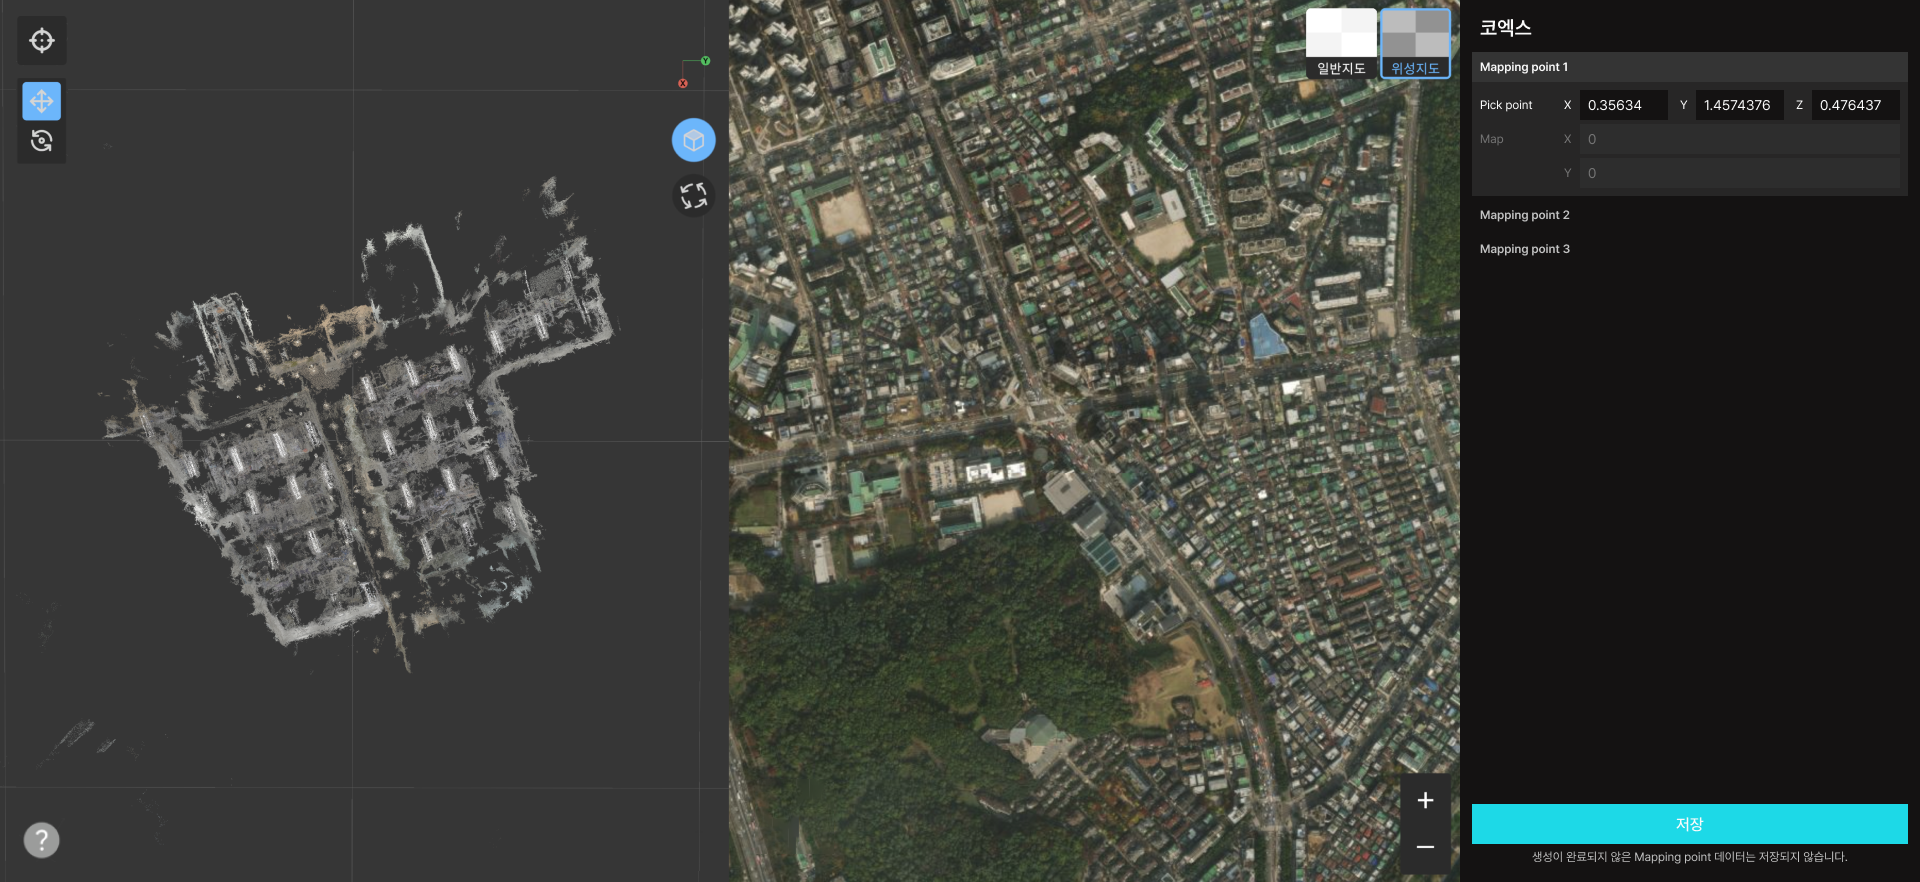 Y
X
?
일반지도
위성지도
+
−
코엑스
Mapping point 1
Pick point X 0.35634 Y 1.4574376 Z 0.476437
Map X 0
Y 0
Mapping point 2
Mapping point 3
저장
생성이 완료되지 않은 Mapping point 데이터는 저장되지 않습니다.